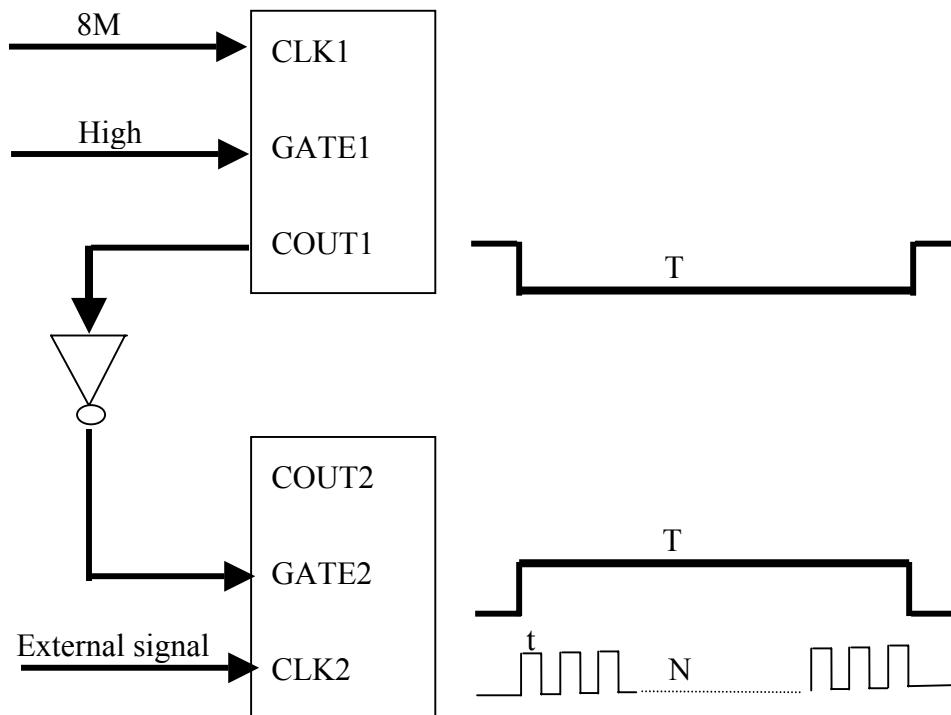 8M
CLK1
High
GATE1
COUT1
T
COUT2
T
GATE2
External signal
CLK2
t
N